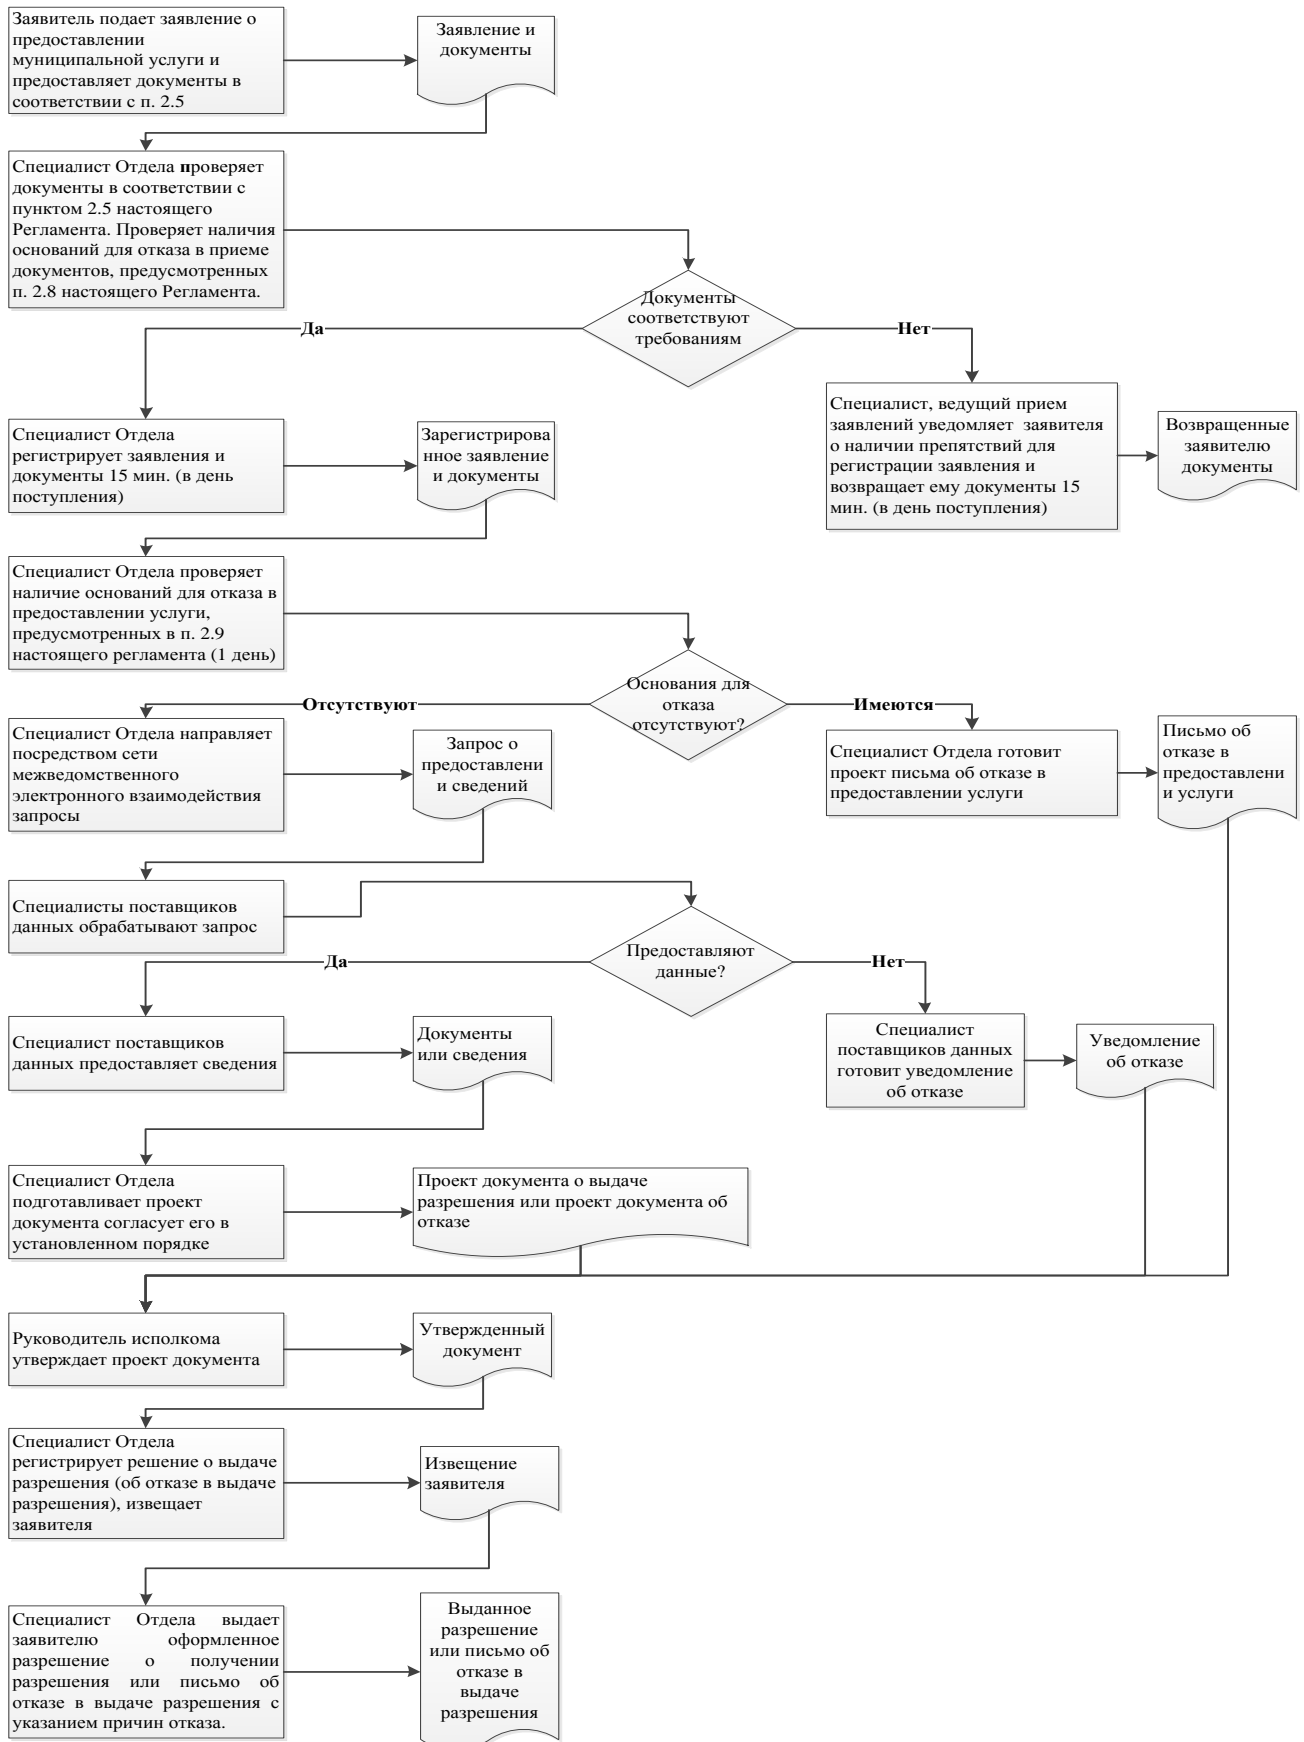 Заявитель подает заявление о
предоставлении
муниципальной услуги и
предоставляет документы в
соответствии с п. 2.5
Заявление и
документы
Специалист Отдела проверяет
документы в соответствии с
пунктом 2.5 настоящего
Регламента. Проверяет наличия
оснований для отказа в приеме
документов, предусмотренных
п. 2.8 настоящего Регламента.
Документы
соответствуют
требованиям
Да
Нет
Специалист Отдела
регистрирует заявления и
документы 15 мин. (в день
поступления)
Зарегистрирова
нное заявление
и документы
Специалист, ведущий прием
заявлений уведомляет заявителя
о наличии препятствий для
регистрации заявления и
возвращает ему документы 15
мин. (в день поступления)
Возвращенные
заявителю
документы
Специалист Отдела проверяет
наличие оснований для отказа в
предоставлении услуги,
предусмотренных в п. 2.9
настоящего регламента (1 день)
Основания для
отказа
отсутствуют?
Отсутствуют
Имеются
Специалист Отдела направляет
посредством сети
межведомственного
электронного взаимодействия
запросы
Запрос о
предоставлени
и сведений
Специалист Отдела готовит
проект письма об отказе в
предоставлении услуги
Письмо об
отказе в
предоставлени
и услуги
Специалисты поставщиков
данных обрабатывают запрос
Предоставляют
данные?
Да
Нет
Специалист поставщиков
данных предоставляет сведения
Документы
или сведения
Специалист
поставщиков данных
готовит уведомление
об отказе
Уведомление
об отказе
Специалист Отдела
подготавливает проект
документа согласует его в
установленном порядке
Проект документа о выдаче
разрешения или проект документа об
отказе
Руководитель исполкома
утверждает проект документа
Утвержденный
документ
Специалист Отдела
регистрирует решение о выдаче
разрешения (об отказе в выдаче
разрешения), извещает
заявителя
Извещение
заявителя
Специалист Отдела выдает
заявителю оформленное
разрешение о получении
разрешения или письмо об
отказе в выдаче разрешения с
указанием причин отказа.
Выданное
разрешение
или письмо об
отказе в
выдаче
разрешения